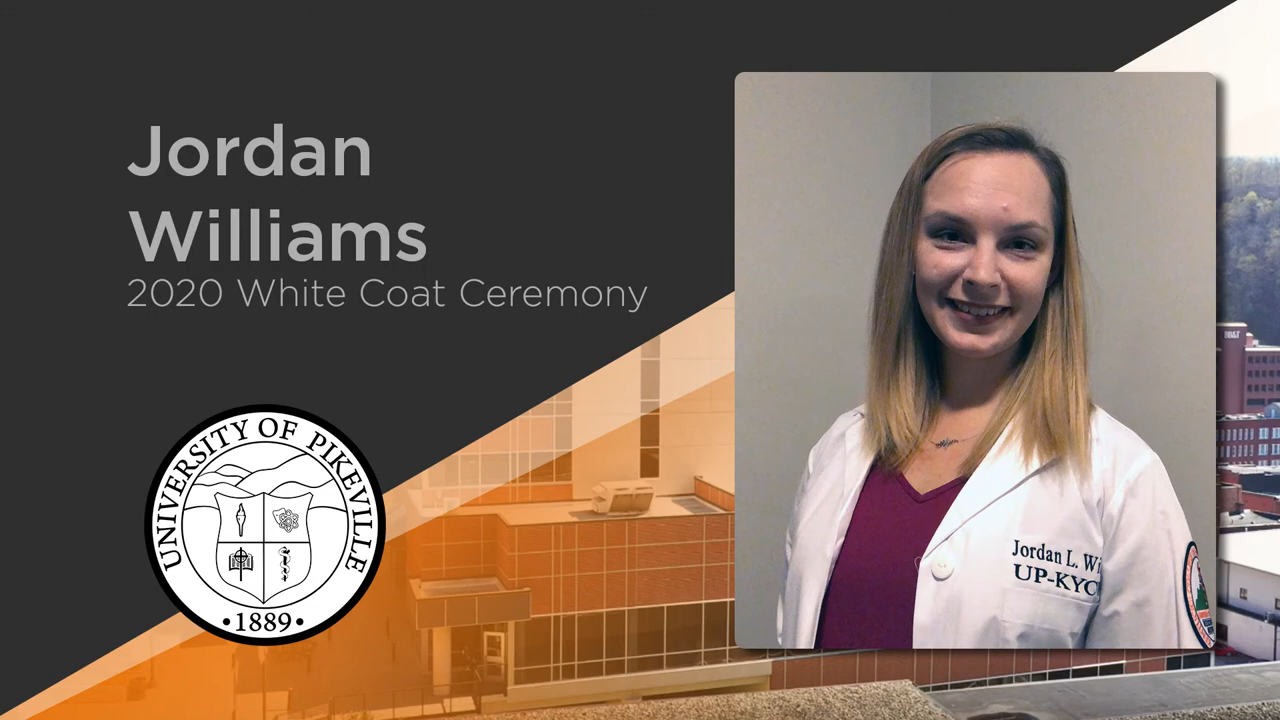 Jordan
Williams
2020 White Coat Ceremony
UNIVERSITY OF PIKEVILLE
•1889•
Jordan L. Wi
UP-KYC